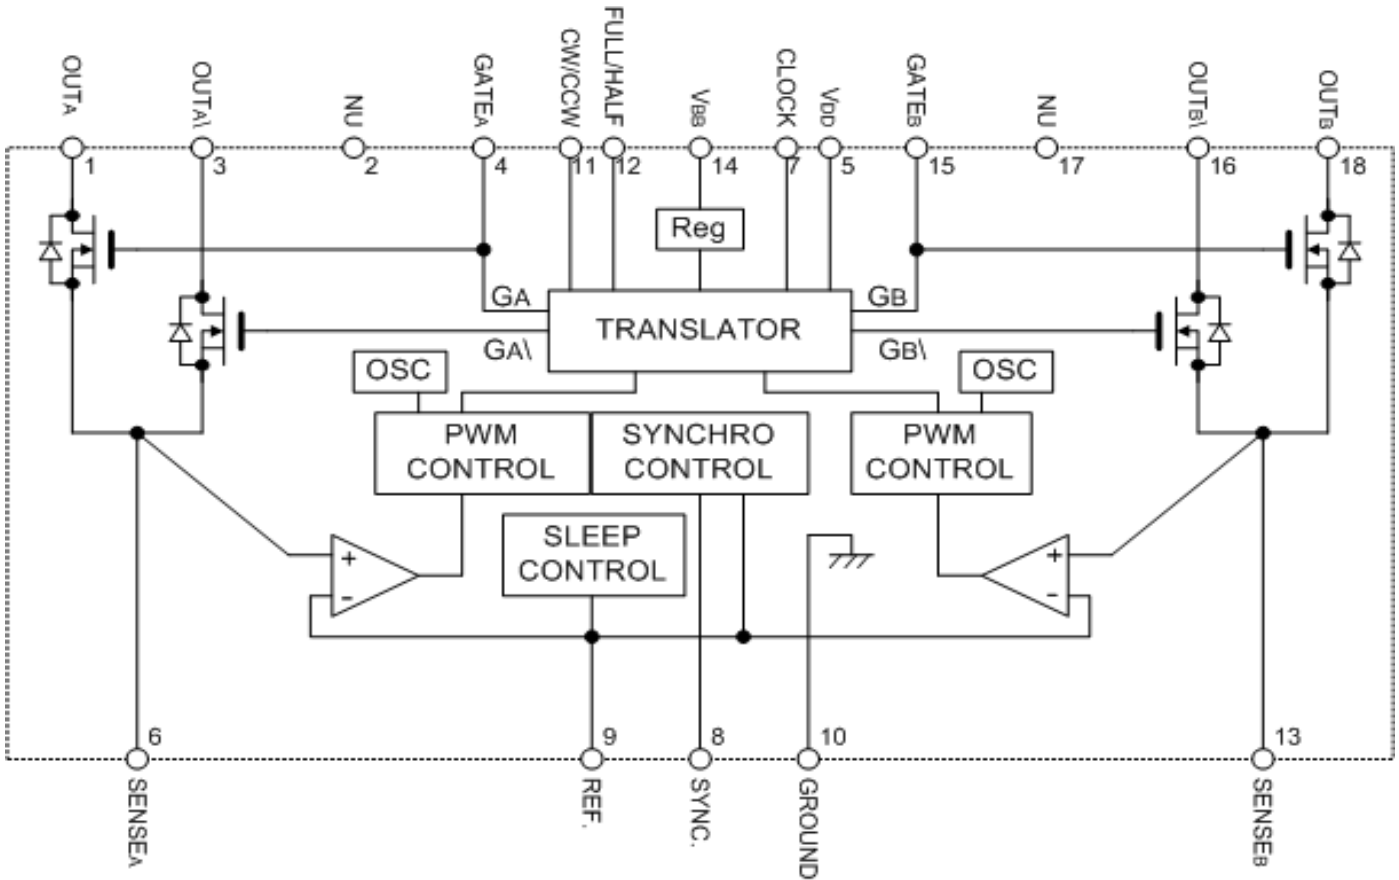 OUTA
OUTA\
NU
GATEA
CW/CCW
FULL/HALF
VBB
CLOCK
VDD
GATEB
NU
OUTB\
OUTB
1
3
2
4
11
12
14
7
5
15
17
16
18
Reg
GA
GB
TRANSLATOR
GA\
GB\
OSC
OSC
PWM
CONTROL
SYNCHRO
CONTROL
PWM
CONTROL
SLEEP
CONTROL
+
-
+
-
6
9
8
10
13
SENSEA
REF.
SYNC.
GROUND
SENSEB